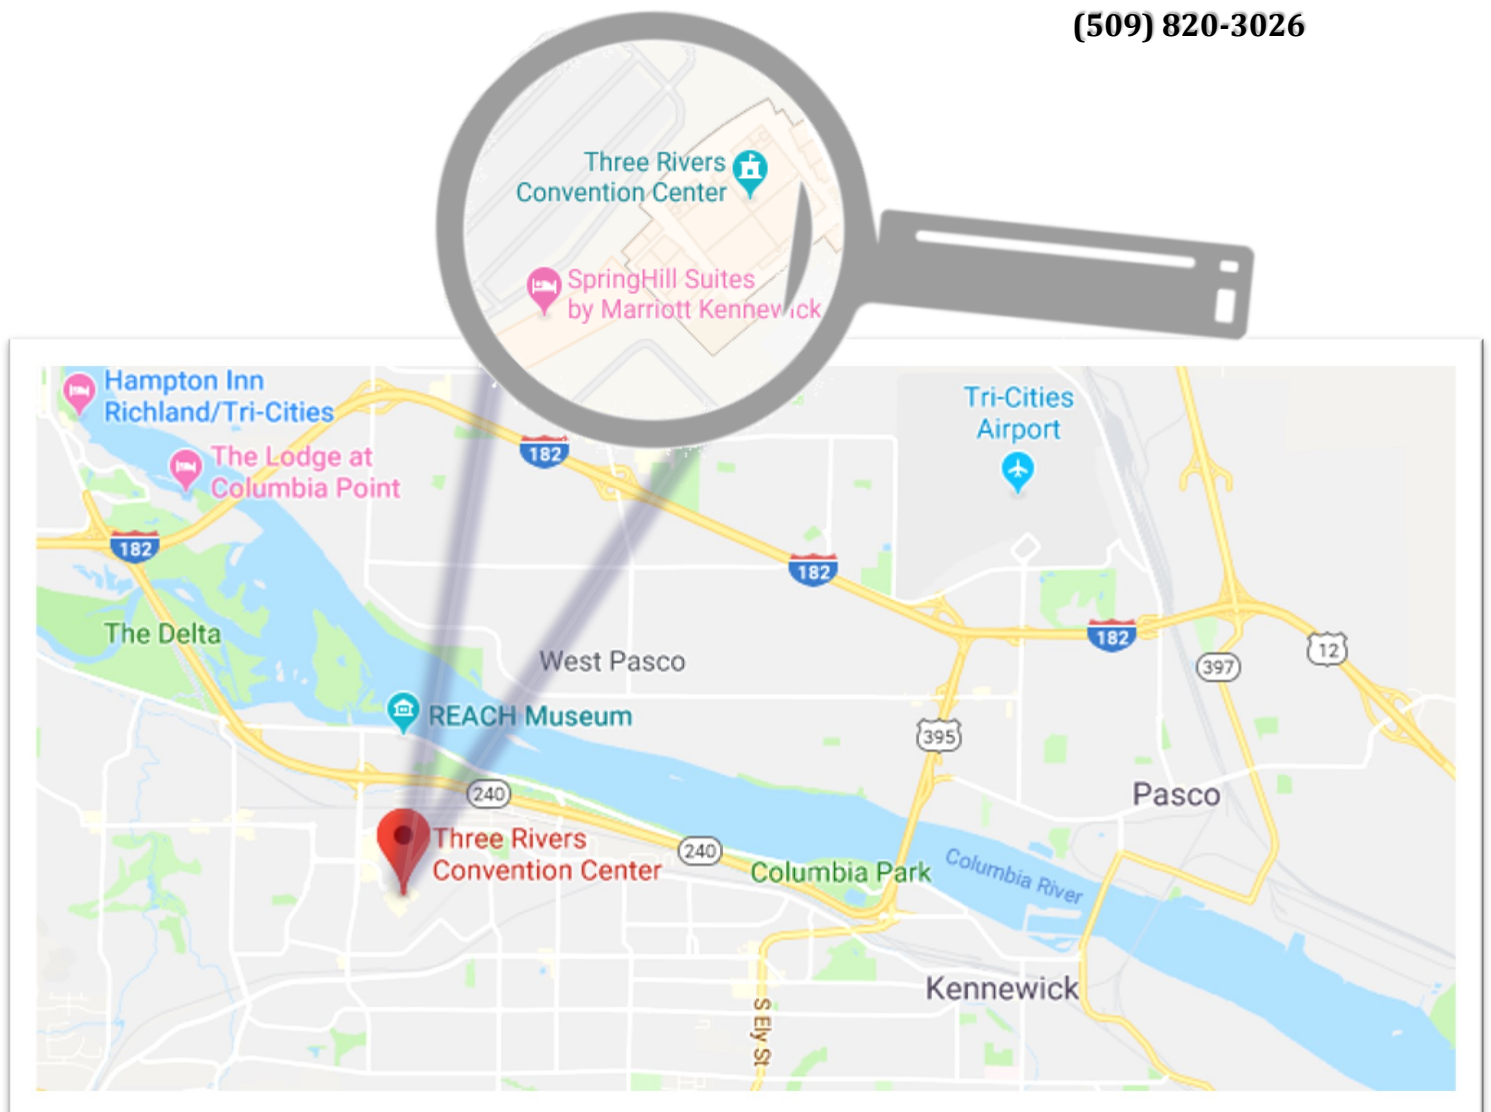 (509) 820-3026
Three Rivers
Convention Center
SpringHill Suites
by Marriott Kennewick
Hampton Inn
Richland/Tri-Cities
The Lodge at
Columbia Point
Tri-Cities
Airport
182
182
182
182
The Delta
West Pasco
12
397
REACH Museum
395
240
Pasco
Three Rivers
Convention Center
240
Columbia Park
Columbia River
Kennewick
S Ely St